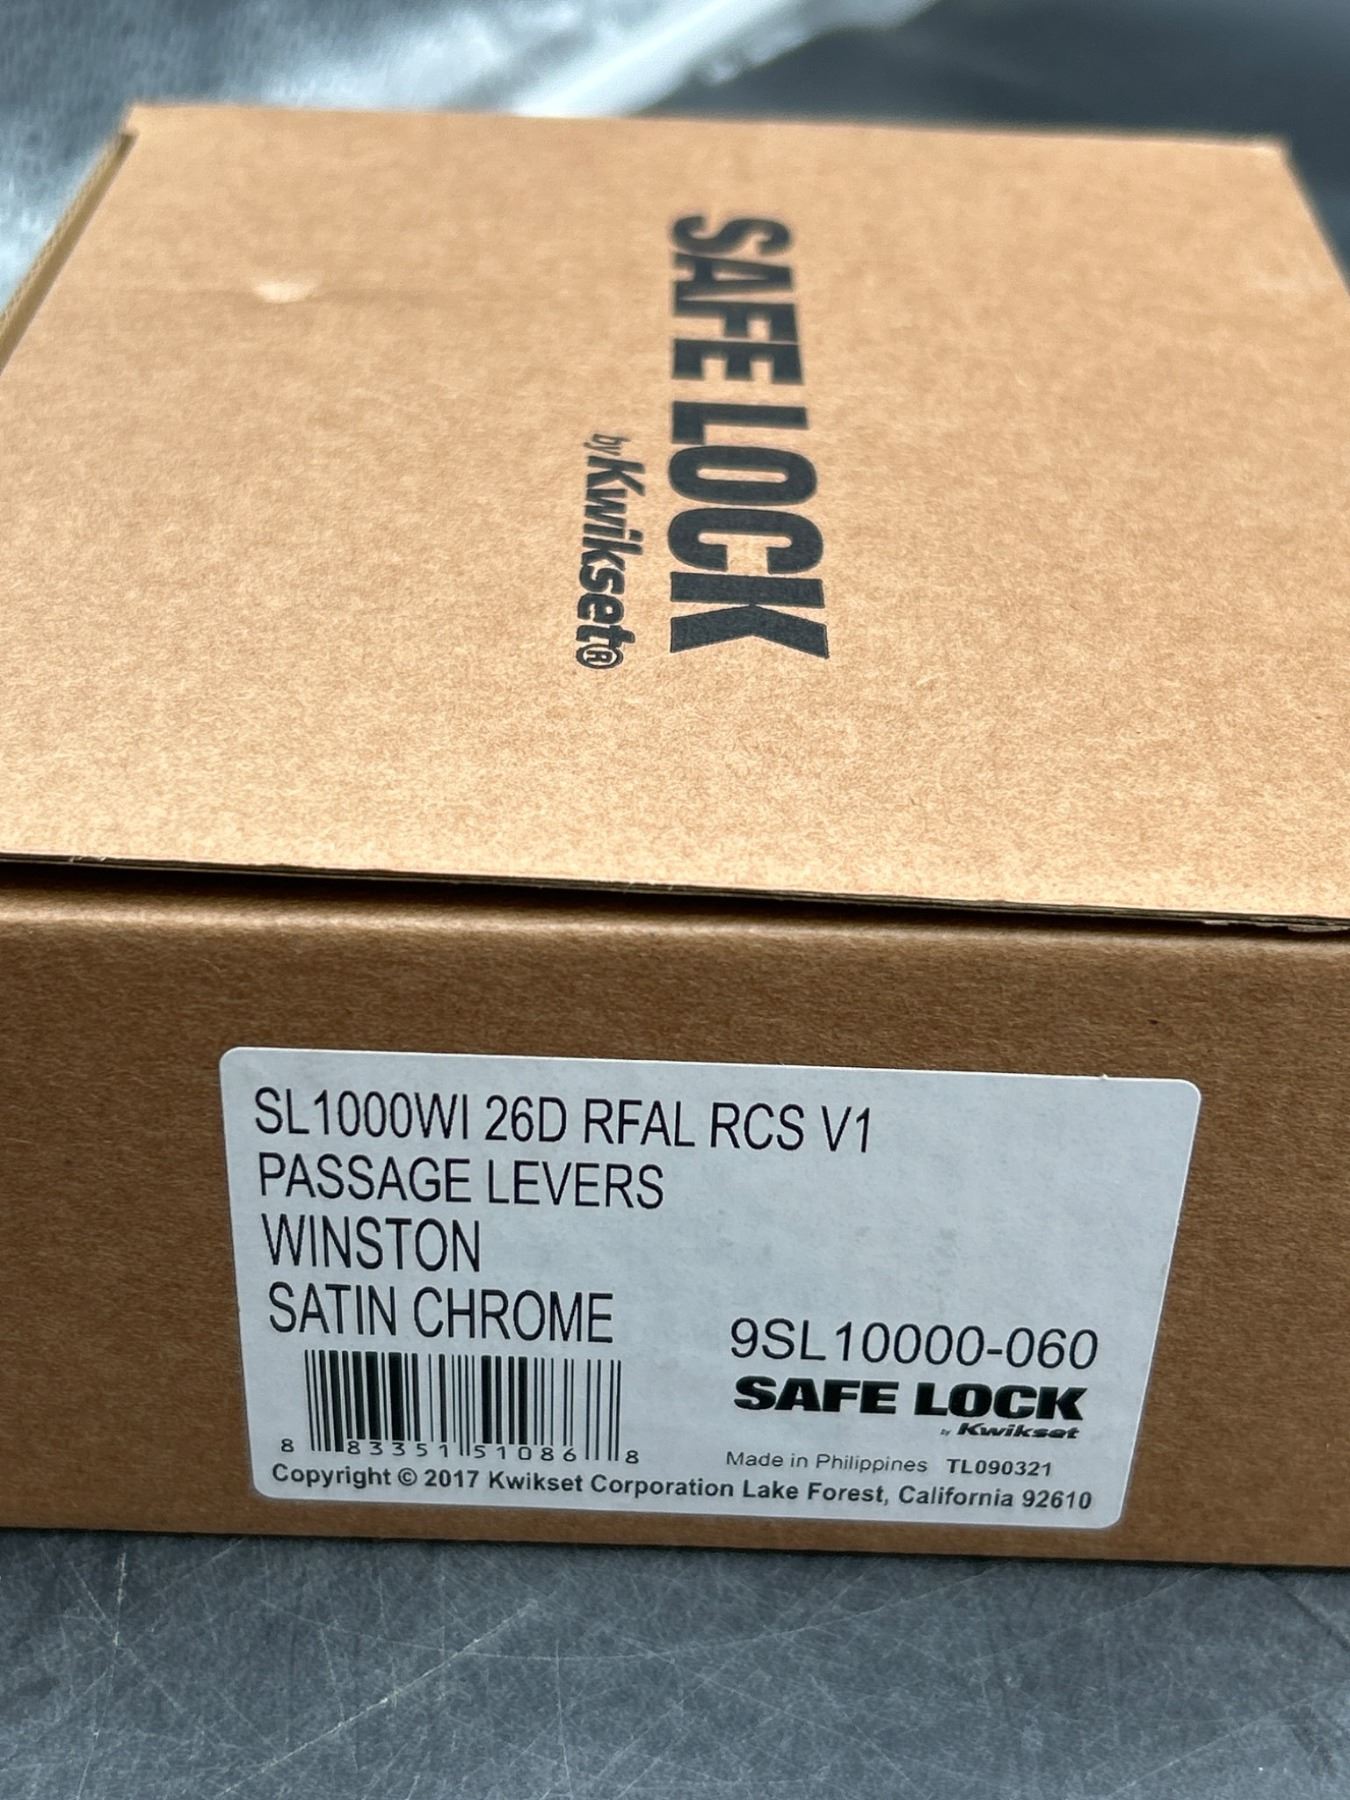 SAFE LOCK
by Kwikset®
SL1000WI 26D RFAL RCS V1
PASSAGE LEVERS
WINSTON
SATIN CHROME
9SL10000-060
SAFE LOCK
by Kwikset
8 83351 51086 8
Made in Philippines TL090321
Copyright © 2017 Kwikset Corporation Lake Forest, California 92610